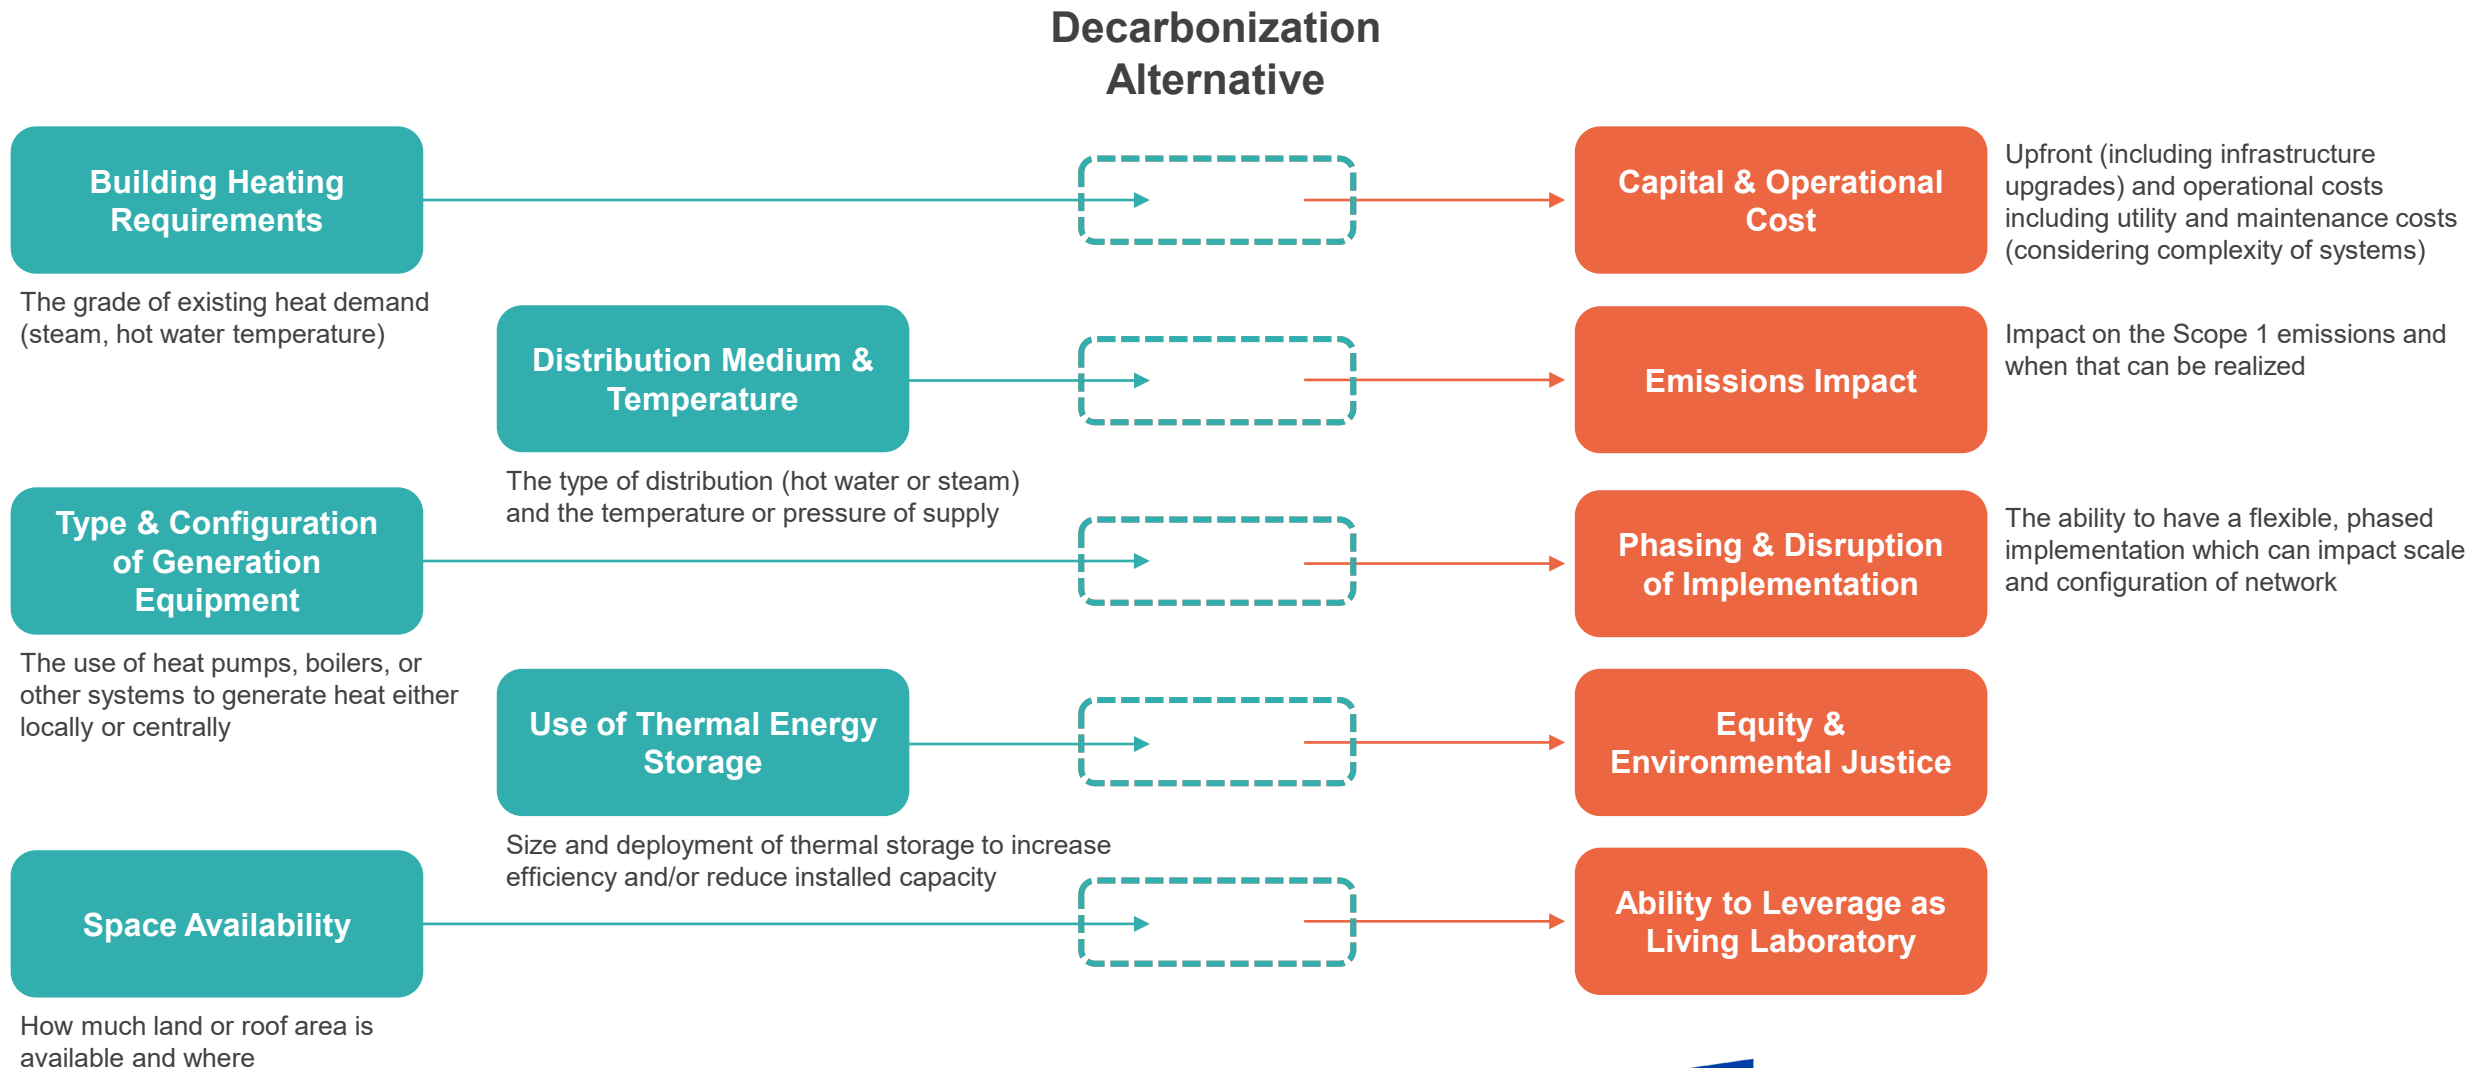 Decarbonization
Alternative
Building Heating
Requirements
The grade of existing heat demand
(steam, hot water temperature)
Distribution Medium &
Temperature
The type of distribution (hot water or steam)
and the temperature or pressure of supply
Type & Configuration
of Generation
Equipment
The use of heat pumps, boilers, or
other systems to generate heat either
locally or centrally
Use of Thermal Energy
Storage
Size and deployment of thermal storage to increase
efficiency and/or reduce installed capacity
Space Availability
How much land or roof area is
available and where
Capital & Operational
Cost
Upfront (including infrastructure
upgrades) and operational costs
including utility and maintenance costs
(considering complexity of systems)
Emissions Impact
Impact on the Scope 1 emissions and
when that can be realized
Phasing & Disruption
of Implementation
The ability to have a flexible, phased
implementation which can impact scale
and configuration of network
Equity &
Environmental Justice
Ability to Leverage as
Living Laboratory